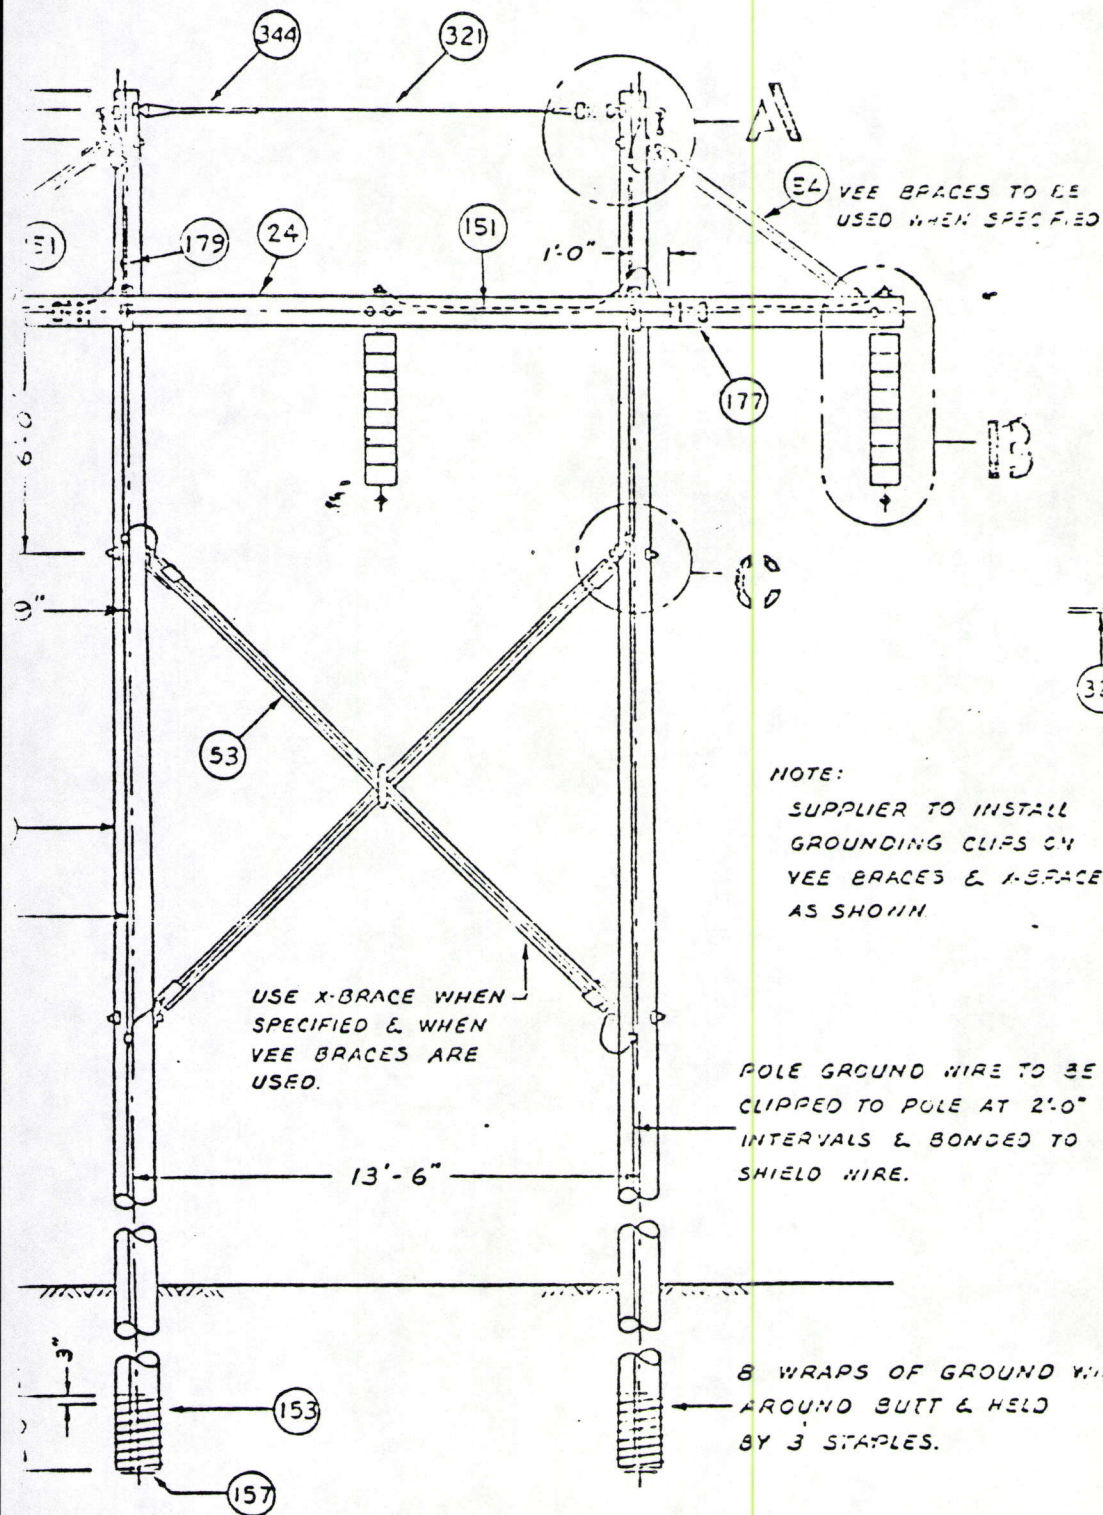 344
321
A
E2 VEE BRACES TO BE
USED WHEN SPECIFIED
E1
179
24
151
1'-0"
177
B
6'-0
C
53
NOTE:
SUPPLIER TO INSTALL
GROUNDING CLIPS ON
VEE BRACES & X-BRACE
AS SHOWN.
USE X-BRACE WHEN
SPECIFIED & WHEN
VEE BRACES ARE
USED.
POLE GROUND WIRE TO BE
CLIPPED TO POLE AT 2'-0"
INTERVALS & BONDED TO
SHIELD WIRE.
13'-6"
3"
153
8 WRAPS OF GROUND
AROUND BUTT & HELD
BY 3 STAPLES.
157